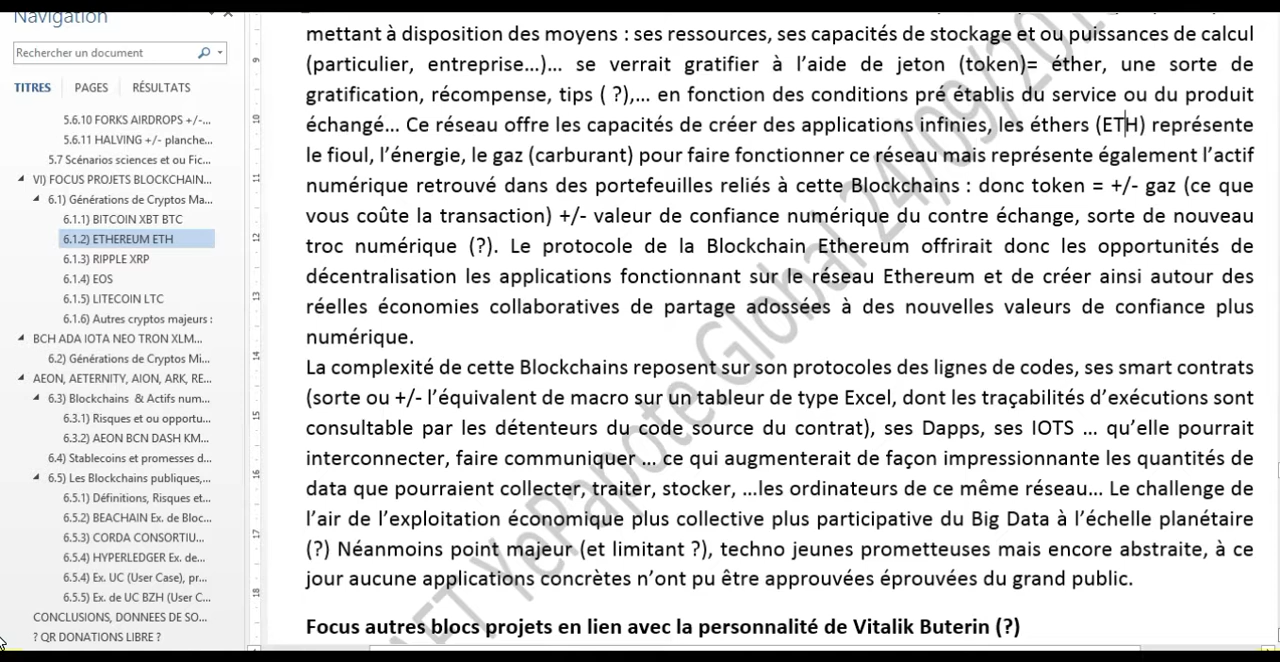 Navigation
Rechercher un document
TITRES PAGES RÉSULTATS
5.6.10 FORKS AIRDROPS +/-...
5.6.11 HALVING +/- planche...
5.7 Scénarios sciences et ou Fic...
VI) FOCUS PROJETS BLOCKCHAIN...
6.1) Générations de Cryptos Ma...
6.1.1) BITCOIN XBT BTC
6.1.2) ETHEREUM ETH
6.1.3) RIPPLE XRP
6.1.4) EOS
6.1.5) LITECOIN LTC
6.1.6) Autres cryptos majeurs :
BCH ADA IOTA NEO TRON XLM...
6.2) Générations de Cryptos Mi...
AEON, AETERNITY, AION, ARK, RE...
6.3) Blockchains & Actifs num...
6.3.1) Risques et ou opportu...
6.3.2) AEON BCN DASH KM...
6.4) Stablecoins et promesses d...
6.5) Les Blockchains publiques,...
6.5.1) Définitions, Risques et...
6.5.2) BEACHAIN Ex. de Bloc...
6.5.3) CORDA CONSORTIU...
6.5.4) HYPERLEDGER Ex. de...
6.5.4) Ex. UC (User Case), pr...
6.5.5) Ex. de UC BZH (User C...
CONCLUSIONS, DONNEES DE SO...
? QR DONATIONS LIBRE ?
9
10
11
12
13
14
15
16
17
18
mettant à disposition des moyens : ses ressources, ses capacités de stockage et ou puissances de calcul
(particulier, entreprise...)... se verrait gratifier à l'aide de jeton (token)= éther, une sorte de
gratification, récompense, tips ( ?),... en fonction des conditions pré établis du service ou du produit
échangé... Ce réseau offre les capacités de créer des applications infinies, les éthers (ETH) représente
le fioul, l'énergie, le gaz (carburant) pour faire fonctionner ce réseau mais représente également l'actif
numérique retrouvé dans des portefeuilles reliés à cette Blockchains : donc token = +/- gaz (ce que
vous coûte la transaction) +/- valeur de confiance numérique du contre échange, sorte de nouveau
troc numérique (?). Le protocole de la Blockchain Ethereum offrirait donc les opportunités de
décentralisation les applications fonctionnant sur le réseau Ethereum et de créer ainsi autour des
réelles économies collaboratives de partage adossées à des nouvelles valeurs de confiance plus
numérique.
La complexité de cette Blockchains reposent sur son protocoles des lignes de codes, ses smart contrats
(sorte ou +/- l'équivalent de macro sur un tableur de type Excel, dont les traçabilités d'exécutions sont
consultable par les détenteurs du code source du contrat), ses Dapps, ses IOTS ... qu'elle pourrait
interconnecter, faire communiquer ... ce qui augmenterait de façon impressionnante les quantités de
data que pourraient collecter, traiter, stocker, ...les ordinateurs de ce même réseau... Le challenge de
l'air de l'exploitation économique plus collective plus participative du Big Data à l'échelle planétaire
(?) Néanmoins point majeur (et limitant ?), techno jeunes prometteuses mais encore abstraite, à ce
jour aucune applications concrètes n'ont pu être approuvées éprouvées du grand public.
Focus autres blocs projets en lien avec la personnalité de Vitalik Buterin (?)
YePapote Global 24/09/20